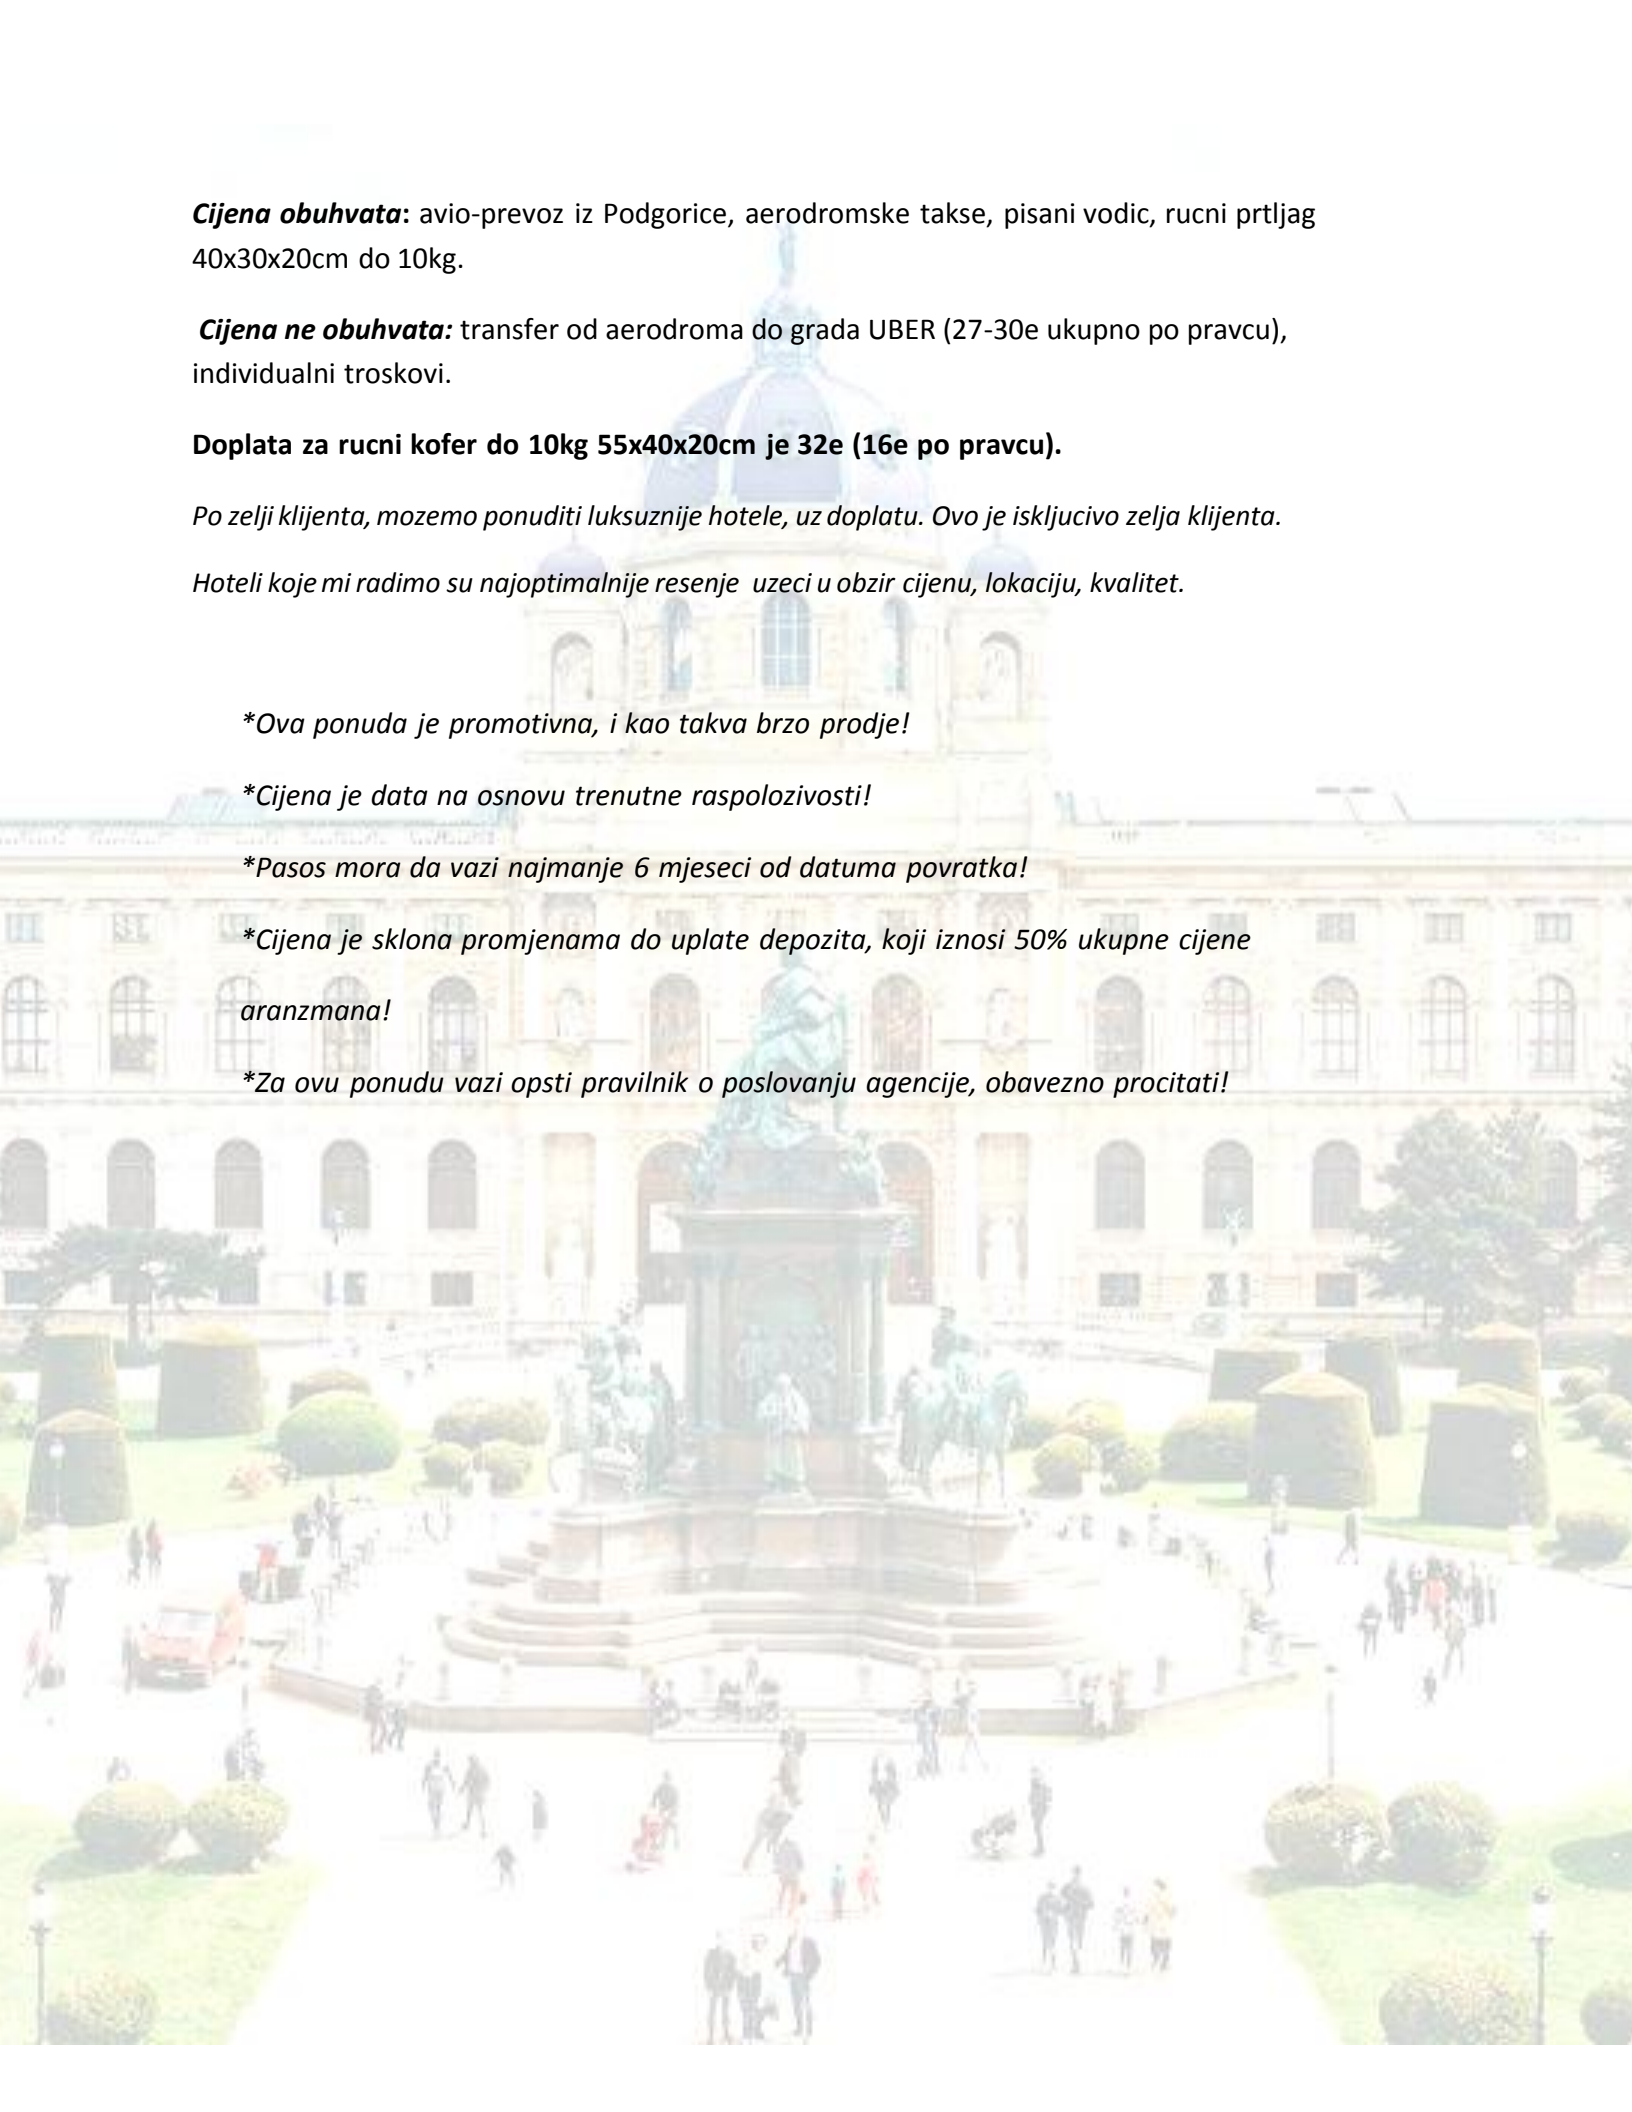 Cijena obuhvata: avio-prevoz iz Podgorice, aerodromske takse, pisani vodic, rucni prtljag
40x30x20cm do 10kg.
Cijena ne obuhvata: transfer od aerodroma do grada UBER (27-30e ukupno po pravcu),
individualni troskovi.
Doplata za rucni kofer do 10kg 55x40x20cm je 32e (16e po pravcu).
Po zelji klijenta, mozemo ponuditi luksuznije hotele, uz doplatu. Ovo je iskljucivo zelja klijenta.
Hoteli koje mi radimo su najoptimalnije resenje uzeci u obzir cijenu, lokaciju, kvalitet.
*Ova ponuda je promotivna, i kao takva brzo prodje!
*Cijena je data na osnovu trenutne raspolozivosti!
*Pasos mora da vazi najmanje 6 mjeseci od datuma povratka!
*Cijena je sklona promjenama do uplate depozita, koji iznosi 50% ukupne cijene
aranzmana!
*Za ovu ponudu vazi opsti pravilnik o poslovanju agencije, obavezno procitati!